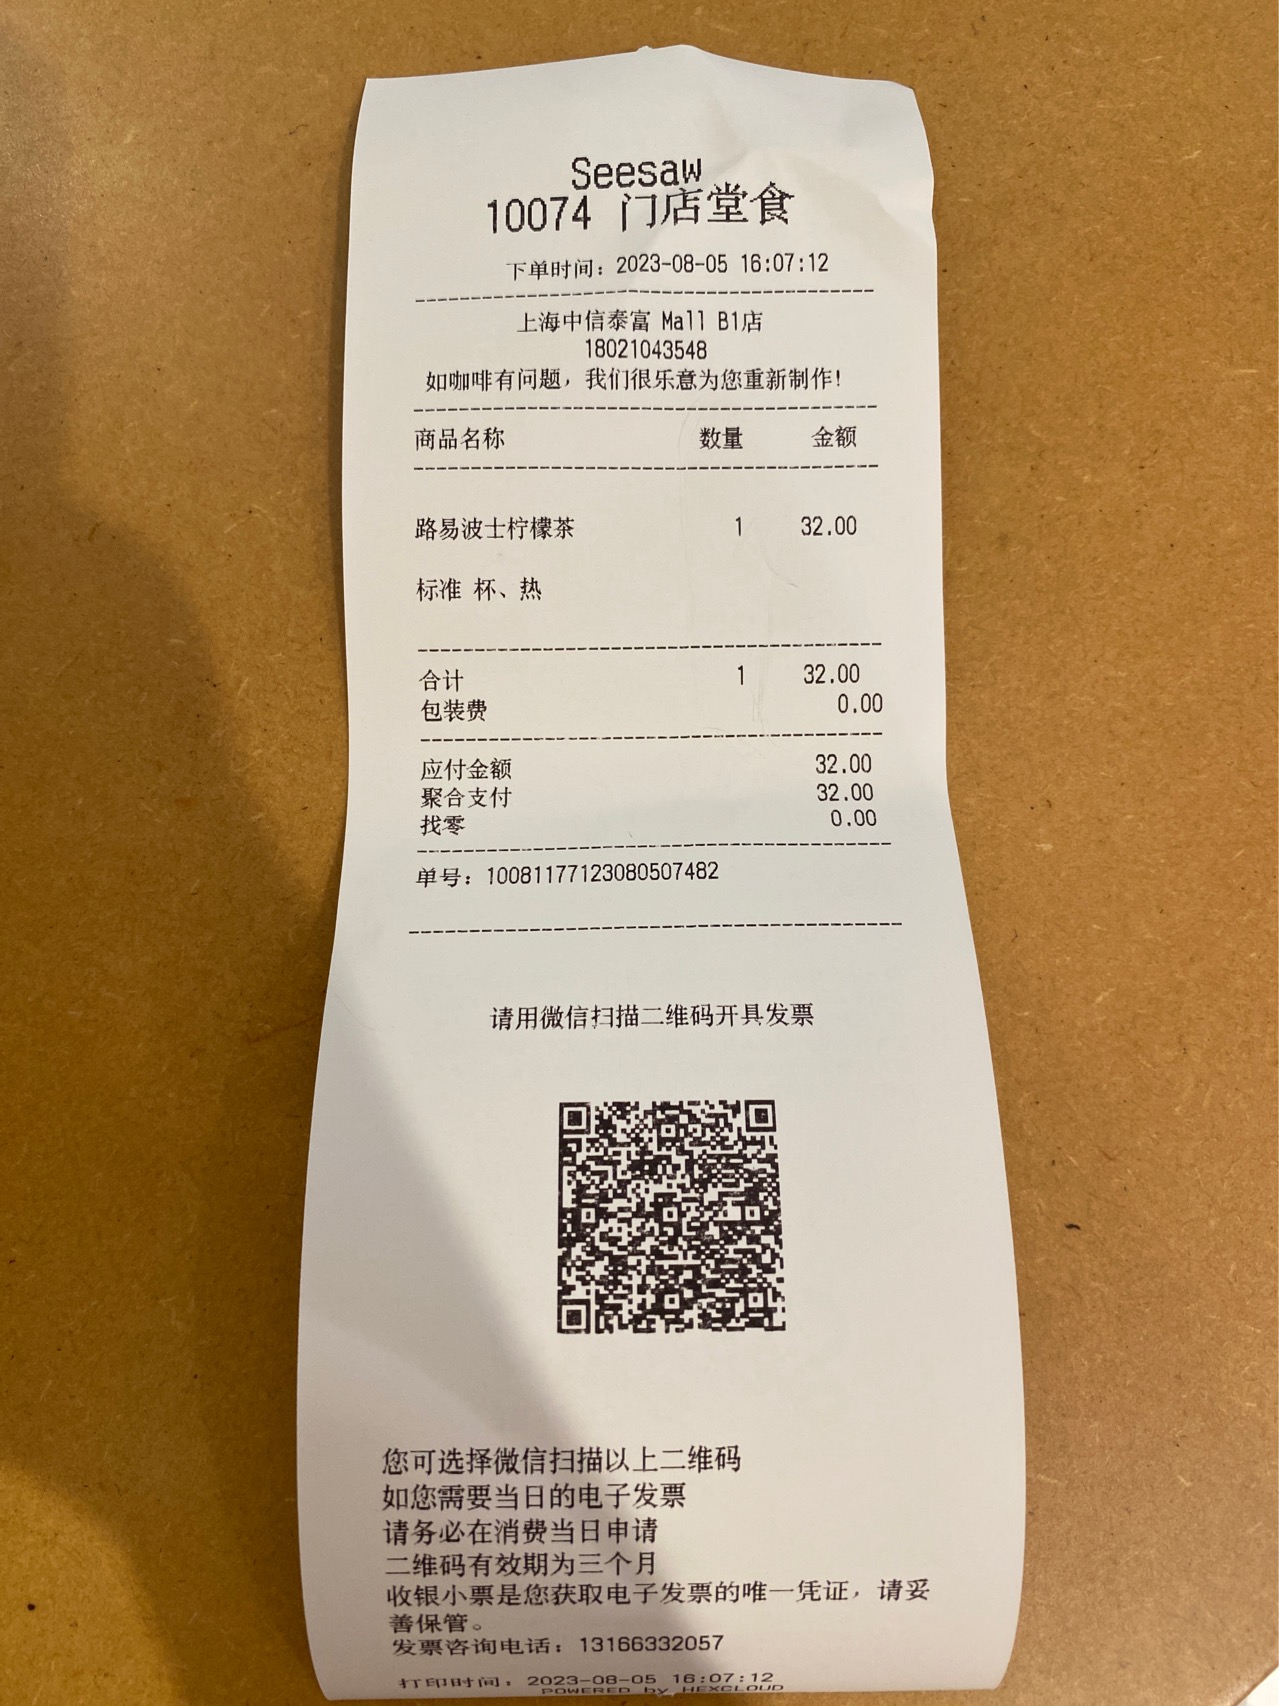 Seesaw
10074 门店堂食
下单时间：2023-08-05 16:07:12
上海中信泰富 Mall B1店
18021043548
如咖啡有问题，我们很乐意为您重新制作！
商品名称 数量 金额
路易波士柠檬茶 1 32.00
标准 杯、热
合计 1 32.00
包装费 0.00
应付金额 32.00
聚合支付 32.00
找零 0.00
单号：10081177123080507482
请用微信扫描二维码开具发票
您可选择微信扫描以上二维码
如您需要当日的电子发票
请务必在消费当日申请
二维码有效期为三个月
收银小票是您获取电子发票的唯一凭证，请妥
善保管。
发票咨询电话：13166332057
打印时间：2023-08-05 16:07:12
POWERED by HEXCLOUD